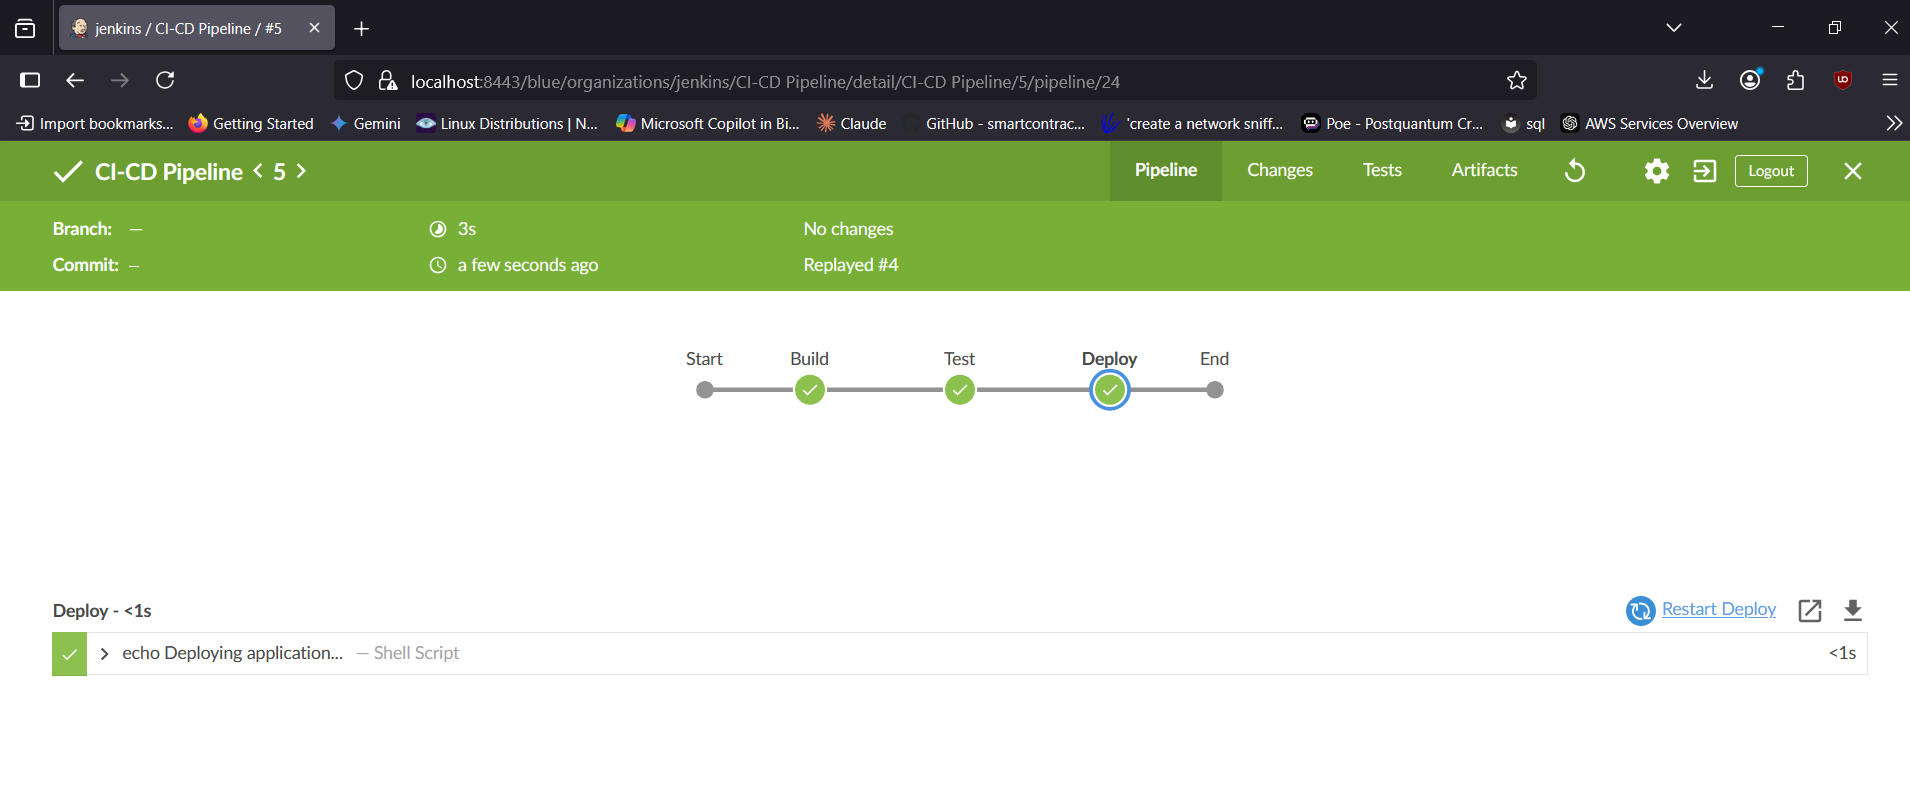 jenkins / CI-CD Pipeline / #5
localhost:8443/blue/organizations/jenkins/CI-CD Pipeline/detail/CI-CD Pipeline/5/pipeline/24
Import bookmarks... Getting Started Gemini Linux Distributions | N... Microsoft Copilot in Bi... Claude GitHub - smartcontrac... 'create a network sniff... Poe - Postquantum Cr... sql AWS Services Overview
CI-CD Pipeline < 5 > Pipeline Changes Tests Artifacts Logout
Branch: — 3s No changes
Commit: – a few seconds ago Replayed #4
Start Build Test Deploy End
Deploy - <1s Restart Deploy
echo Deploying application... — Shell Script <1s